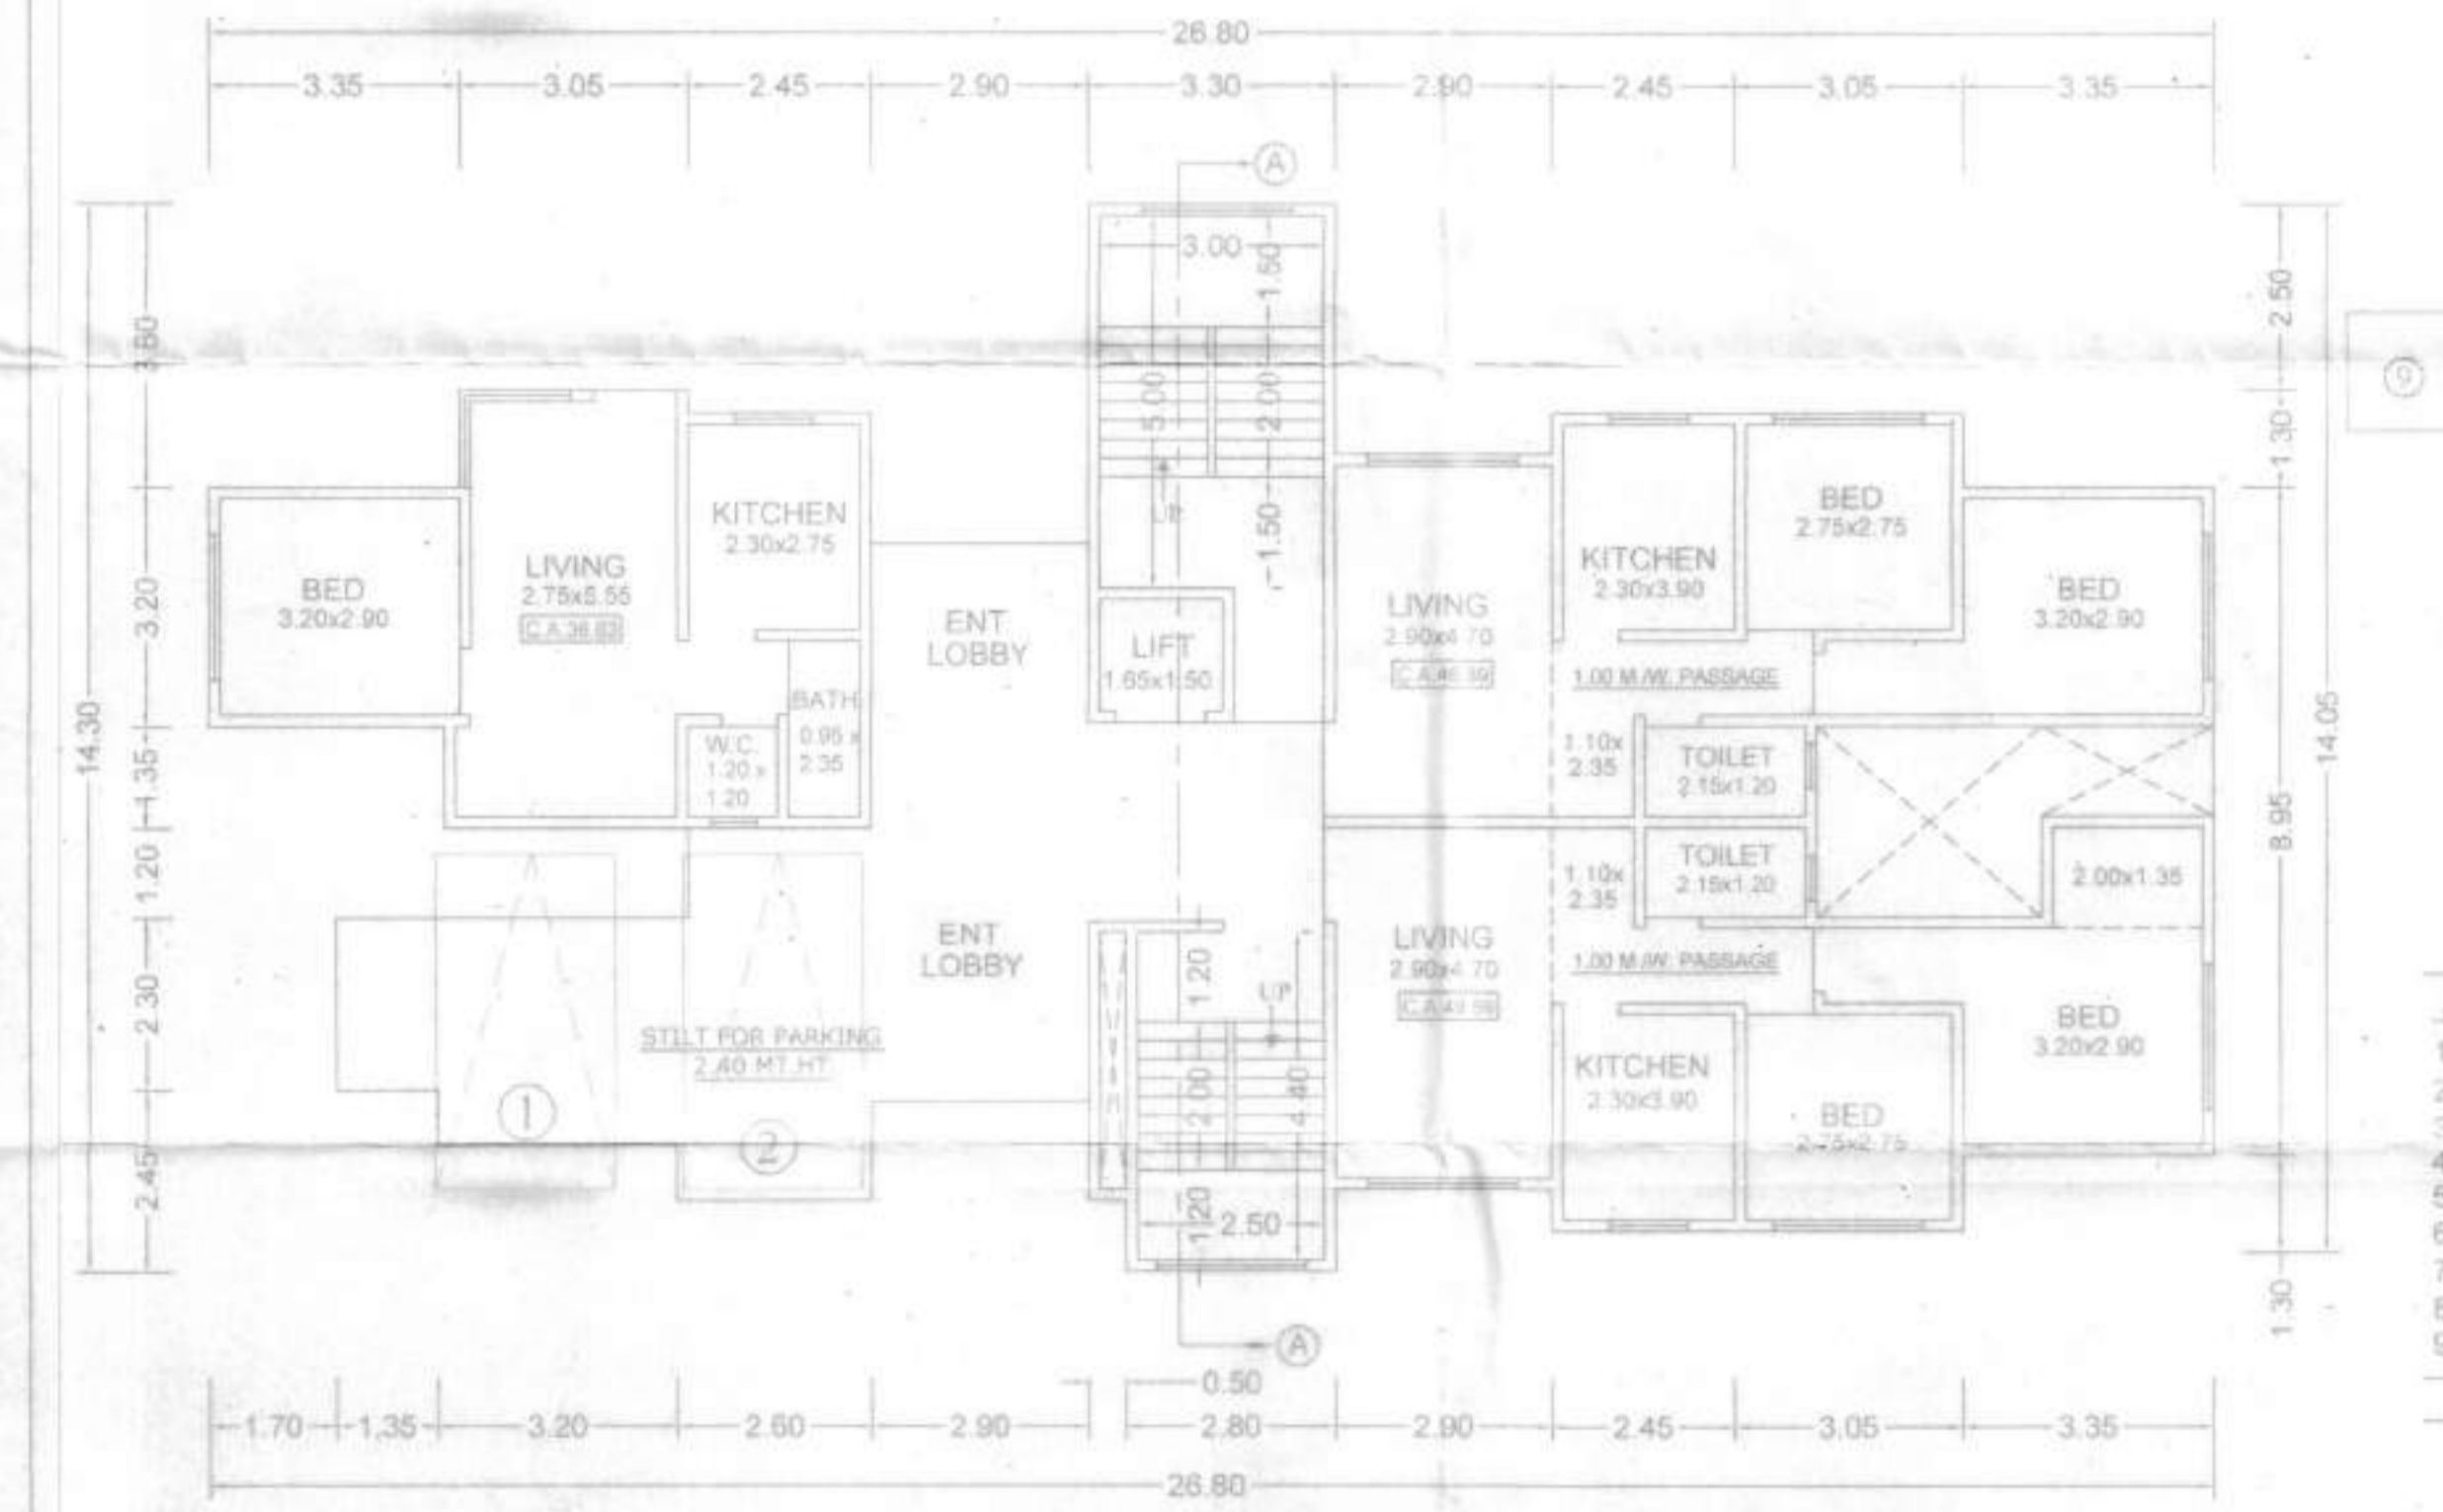 26.80
3.35 3.05 2.45 2.90 3.30 2.90 2.45 3.05 3.35
A
3.00
1.50
2.50
3.80
9
5.00
2.00
1.30
UP
1.50
KITCHEN
2.30x2.75
BED
2.75x2.75
LIVING
2.75x5.55
C.A.36.83
KITCHEN
2.30x3.90
BED
3.20x2.90
BED
3.20x2.90
3.20
ENT
LOBBY
LIFT
1.65x1.50
LIVING
2.90x4.70
1.00 M./W. PASSAGE
BATH
0.95 x
2.35
W.C.
1.20 x
1.20
1.10x
2.35
TOILET
2.15x1.20
14.30
1.35
14.05
8.95
1.20
TOILET
2.15x1.20
1.10x
2.35
2.00x1.35
ENT
LOBBY
1.20
UP
LIVING
2.90x4.70
1.00 M./W. PASSAGE
2.30
STILT FOR PARKING
2.40 MT.HT
BED
3.20x2.90
KITCHEN
2.30x3.90
2.00
4.40
1
2
BED
2.75x2.75
2.45
1.20
2.50
1.30
A
0.50
1.70 1.35 3.20 2.60 2.90 2.80 2.90 2.45 3.05 3.35
26.80